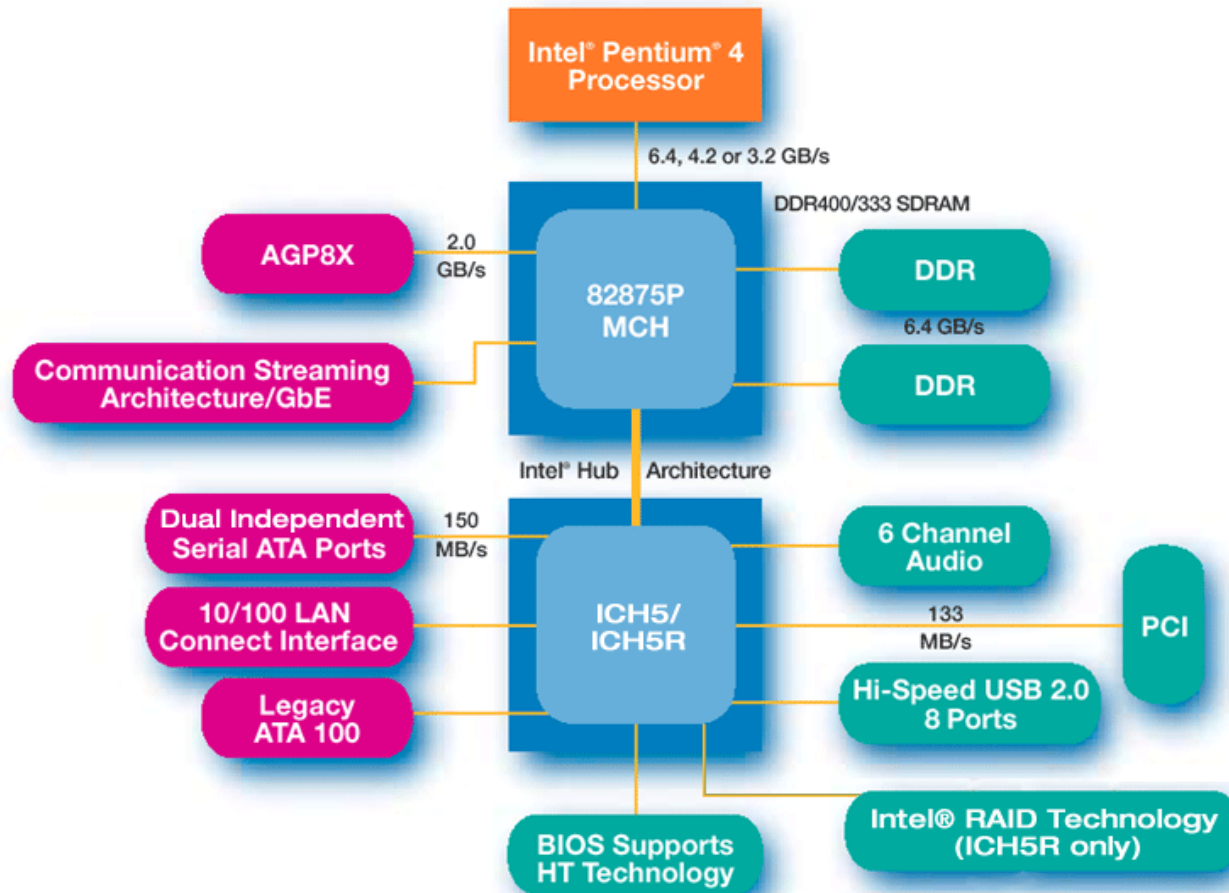 Intel® Pentium® 4
Processor
6.4, 4.2 or 3.2 GB/s
DDR400/333 SDRAM
AGP8X
2.0
GB/s
82875P
MCH
DDR
6.4 GB/s
DDR
Communication Streaming
Architecture/GbE
Intel® Hub Architecture
Dual Independent
Serial ATA Ports
150
MB/s
6 Channel
Audio
10/100 LAN
Connect Interface
ICH5/
ICH5R
133
MB/s
PCI
Legacy
ATA 100
Hi-Speed USB 2.0
8 Ports
BIOS Supports
HT Technology
Intel® RAID Technology
(ICH5R only)